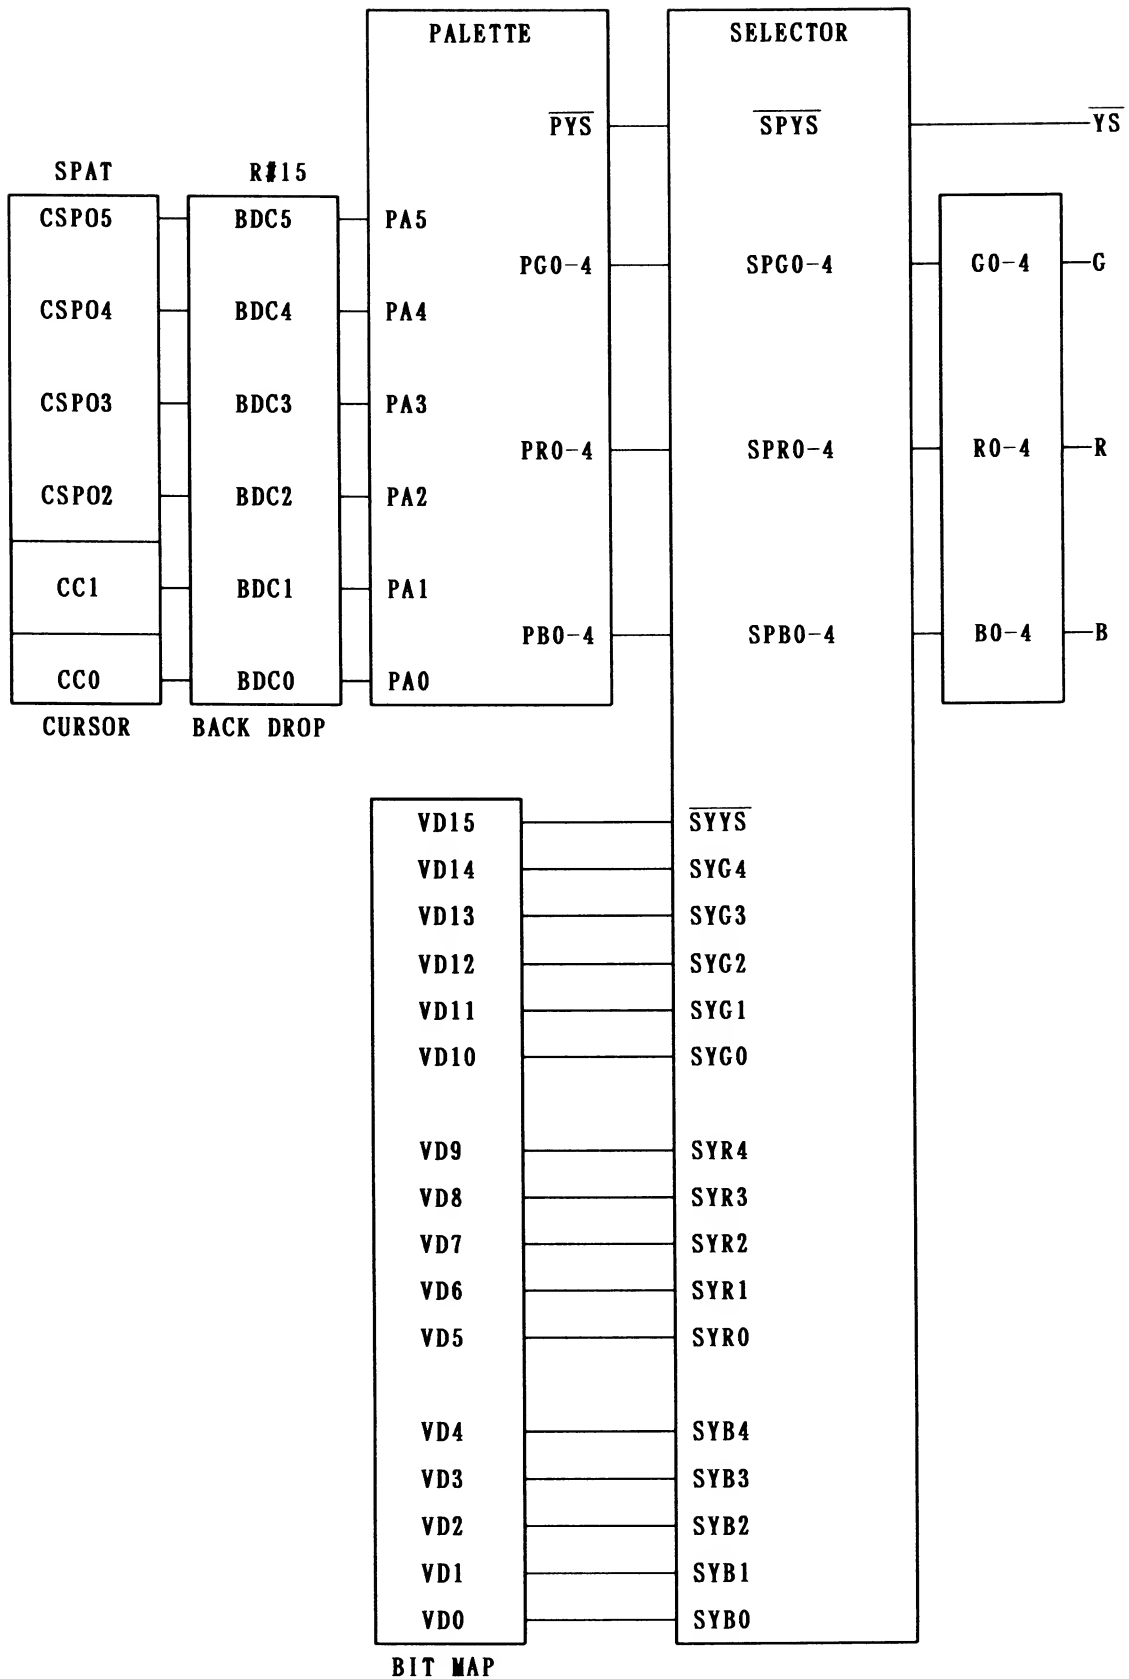 PALETTE SELECTOR
P̅Y̅S̅ S̅P̅Y̅S̅ Y̅S̅
SPAT R#15
CSPO5 BDC5 PA5
PG0-4 SPG0-4 G0-4 G
CSPO4 BDC4 PA4
CSPO3 BDC3 PA3
PR0-4 SPR0-4 R0-4 R
CSPO2 BDC2 PA2
CC1 BDC1 PA1
PB0-4 SPB0-4 B0-4 B
CC0 BDC0 PA0
CURSOR BACK DROP
VD15 S̅Y̅Y̅S̅
VD14 SYG4
VD13 SYG3
VD12 SYG2
VD11 SYG1
VD10 SYG0
VD9 SYR4
VD8 SYR3
VD7 SYR2
VD6 SYR1
VD5 SYR0
VD4 SYB4
VD3 SYB3
VD2 SYB2
VD1 SYB1
VD0 SYB0
BIT MAP